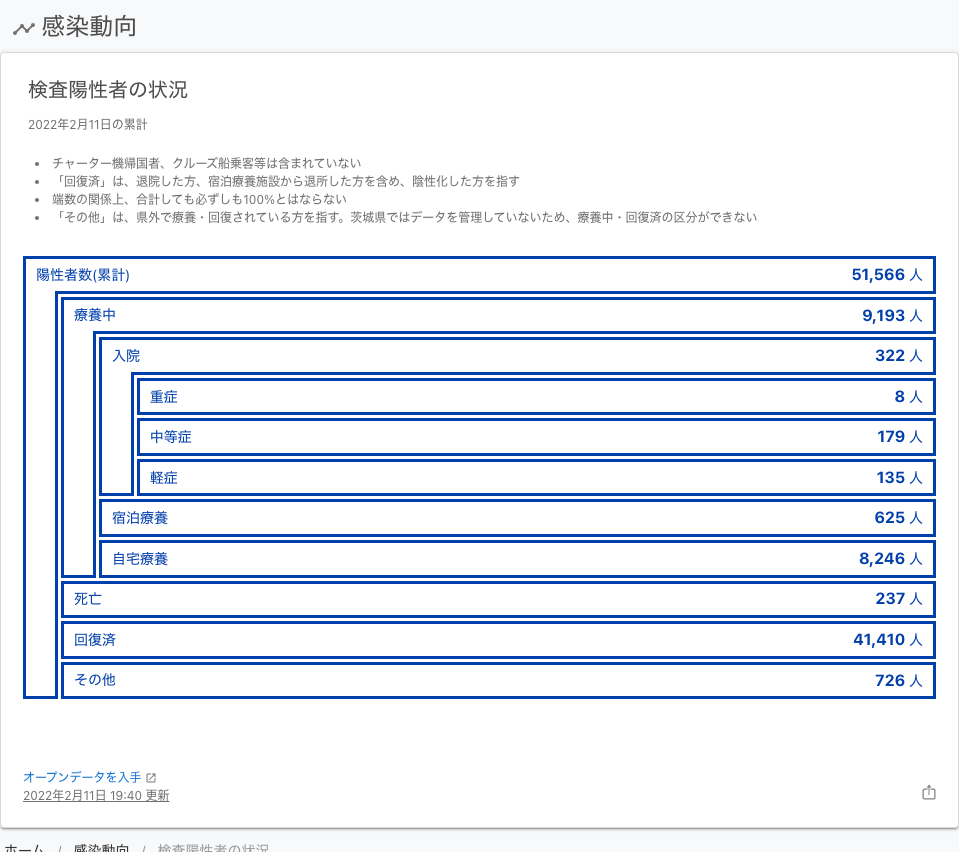 感染動向
検査陽性者の状況
2022年2月11日の累計
• チャーター機帰国者、クルーズ船乗客等は含まれていない
• 「回復済」は、退院した方、宿泊療養施設から退所した方を含め、陰性化した方を指す
• 端数の関係上、合計しても必ずしも100%とはならない
• 「その他」は、県外で療養・回復されている方を指す。茨城県ではデータを管理していないため、療養中・回復済の区分ができない
陽性者数(累計) 51,566 人
療養中 9,193 人
入院 322 人
重症 8 人
中等症 179 人
軽症 135 人
宿泊療養 625 人
自宅療養 8,246 人
死亡 237 人
回復済 41,410 人
その他 726 人
オープンデータを入手
2022年2月11日 19:40 更新
ホーム / 感染動向 / 検査陽性者の状況